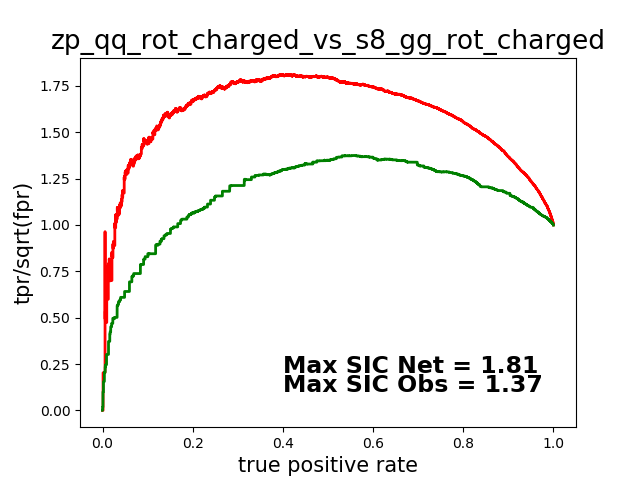 zp_qq_rot_charged_vs_s8_gg_rot_charged
tpr/sqrt(fpr)
1.75
1.50
1.25
1.00
0.75
0.50
0.25
0.00
Max SIC Net = 1.81
Max SIC Obs = 1.37
0.0 0.2 0.4 0.6 0.8 1.0
true positive rate